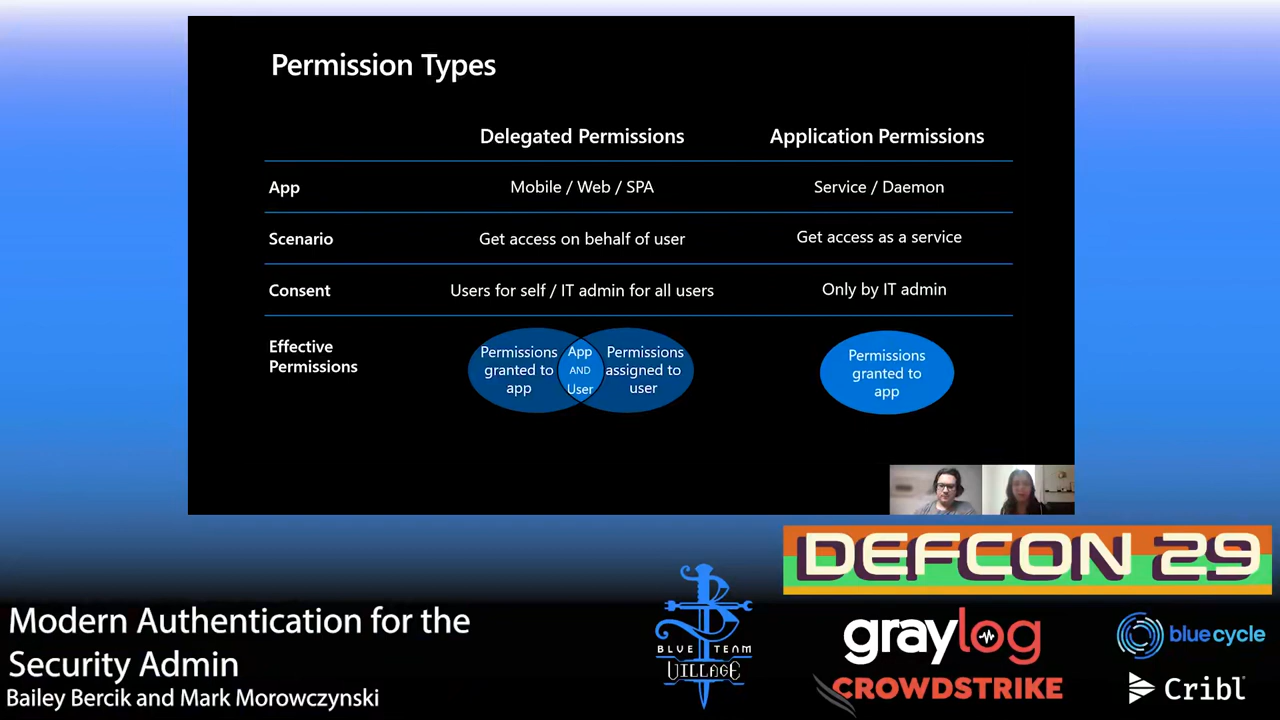 Permission Types
Delegated Permissions
Application Permissions
App
Mobile / Web / SPA
Service / Daemon
Scenario
Get access on behalf of user
Get access as a service
Consent
Users for self / IT admin for all users
Only by IT admin
Effective
Permissions
Permissions
granted to
app
App
AND
User
Permissions
assigned to
user
Permissions
granted to
app
DEFCON 29
Modern Authentication for the
Security Admin
Bailey Bercik and Mark Morowczynski
BLUE TEAM
VILLAGE
graylog
bluecycle
CROWDSTRIKE
Cribl